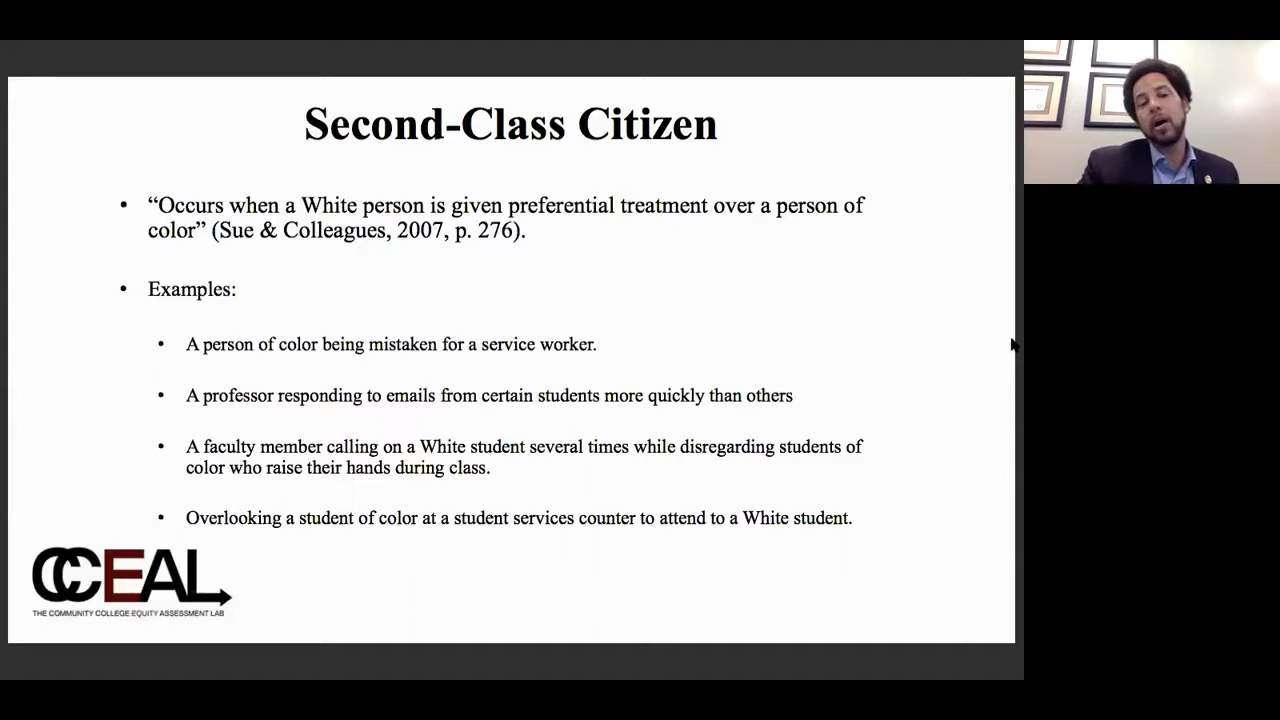 Second-Class Citizen
• “Occurs when a White person is given preferential treatment over a person of
color” (Sue & Colleagues, 2007, p. 276).
• Examples:
• A person of color being mistaken for a service worker.
• A professor responding to emails from certain students more quickly than others
• A faculty member calling on a White student several times while disregarding students of
color who raise their hands during class.
• Overlooking a student of color at a student services counter to attend to a White student.
CCEAL
THE COMMUNITY COLLEGE EQUITY ASSESSMENT LAB